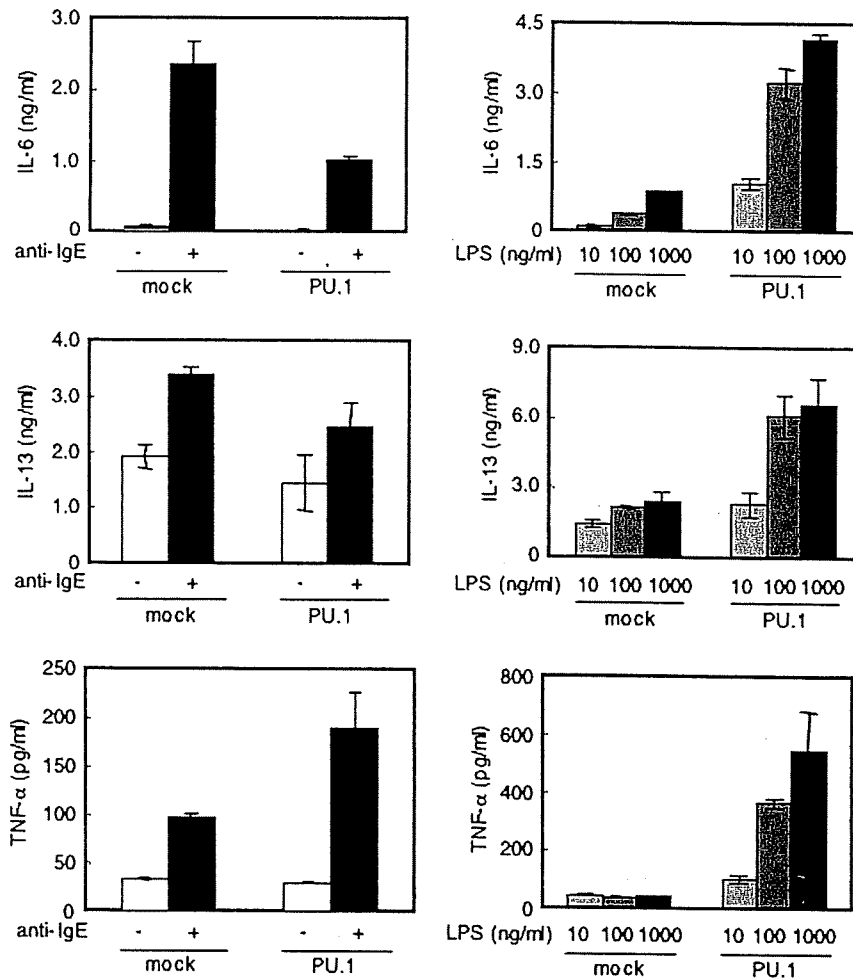 3.0
2.0
1.0
0
IL-6 (ng/ml)
anti-IgE - + - +
mock PU.1
4.5
3.0
1.5
0
IL-6 (ng/ml)
LPS (ng/ml) 10 100 1000 10 100 1000
mock PU.1
4.0
3.0
2.0
1.0
0
IL-13 (ng/ml)
anti-IgE - + - +
mock PU.1
9.0
6.0
3.0
0
IL-13 (ng/ml)
LPS (ng/ml) 10 100 1000 10 100 1000
mock PU.1
250
200
150
100
50
0
TNF-α (pg/ml)
anti-IgE - + - +
mock PU.1
800
600
400
200
0
TNF-α (pg/ml)
LPS (ng/ml) 10 100 1000 10 100 1000
mock PU.1